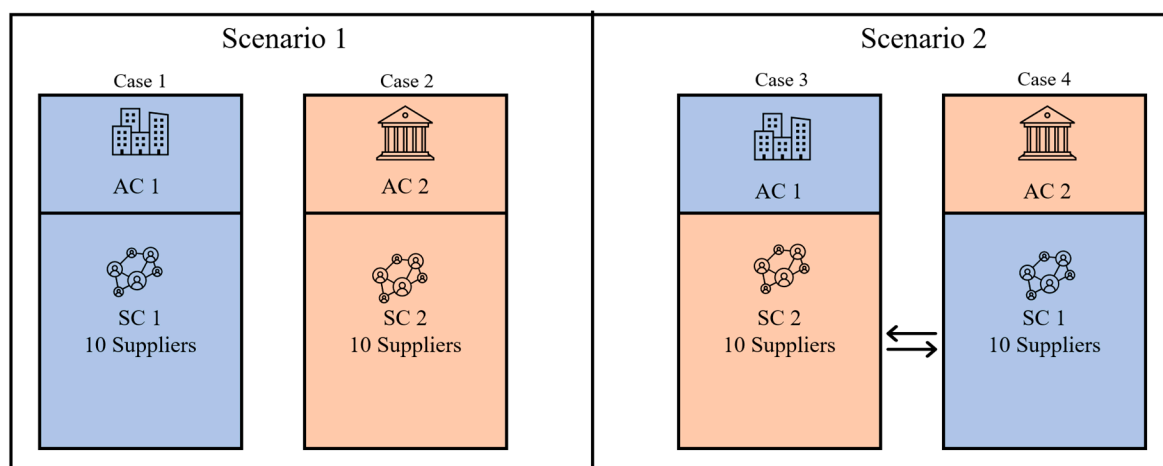 Scenario 1
Case 1
Case 2
AC 1
AC 2
SC 1
10 Suppliers
SC 2
10 Suppliers
Scenario 2
Case 3
Case 4
AC 1
AC 2
SC 2
10 Suppliers
SC 1
10 Suppliers